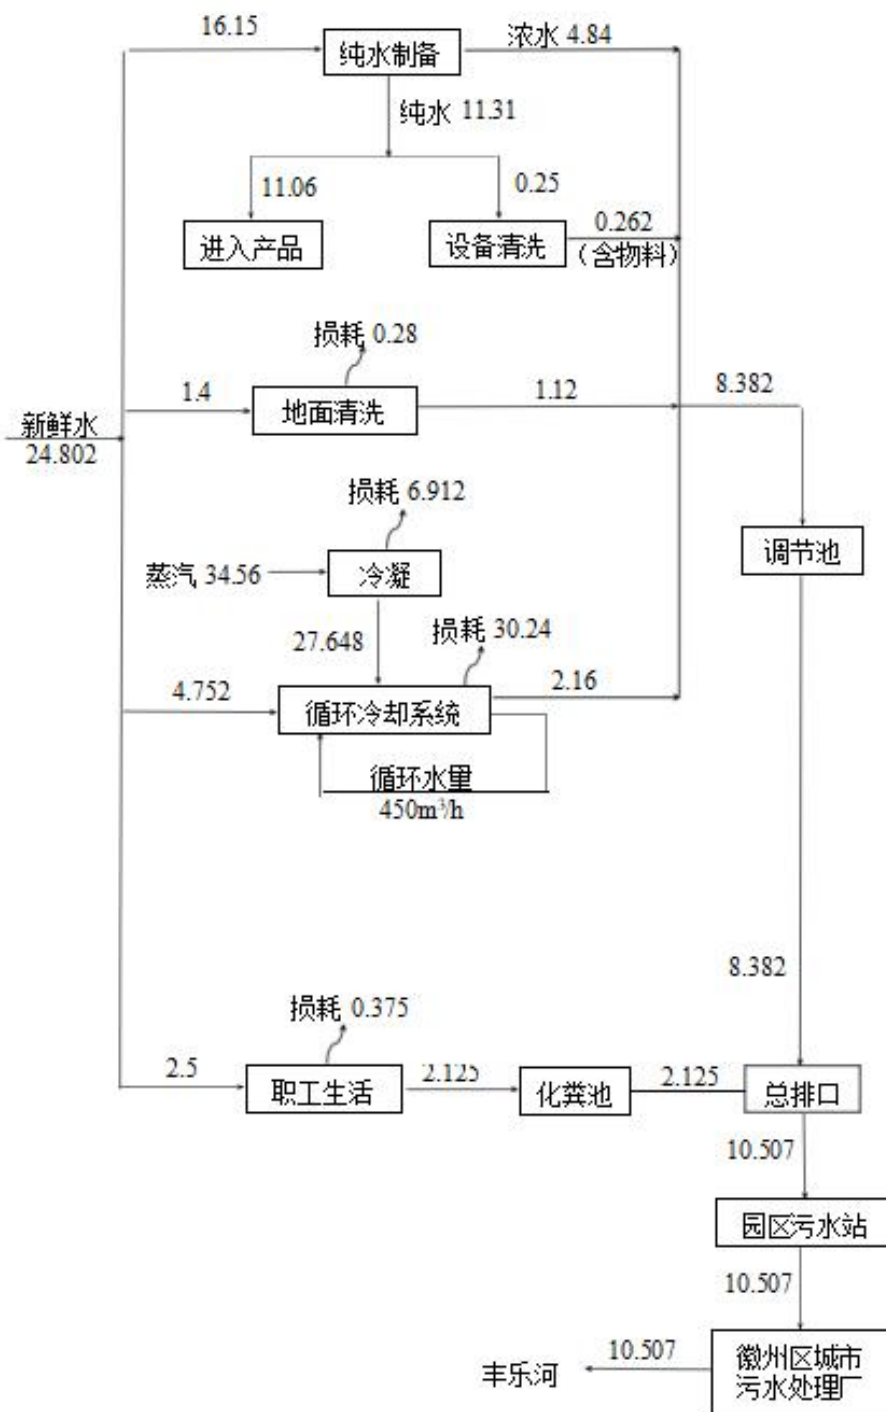 16.15
纯水制备
浓水 4.84
纯水 11.31
11.06
0.25
进入产品
设备清洗
0.262
（含物料）
损耗 0.28
1.4
地面清洗
1.12
8.382
新鲜水
24.802
损耗 6.912
蒸汽 34.56
冷凝
调节池
27.648
损耗 30.24
4.752
循环冷却系统
2.16
循环水量
450m³/h
8.382
损耗 0.375
2.5
职工生活
2.125
化粪池
2.125
总排口
10.507
园区污水站
10.507
丰乐河
10.507
徽州区城市
污水处理厂